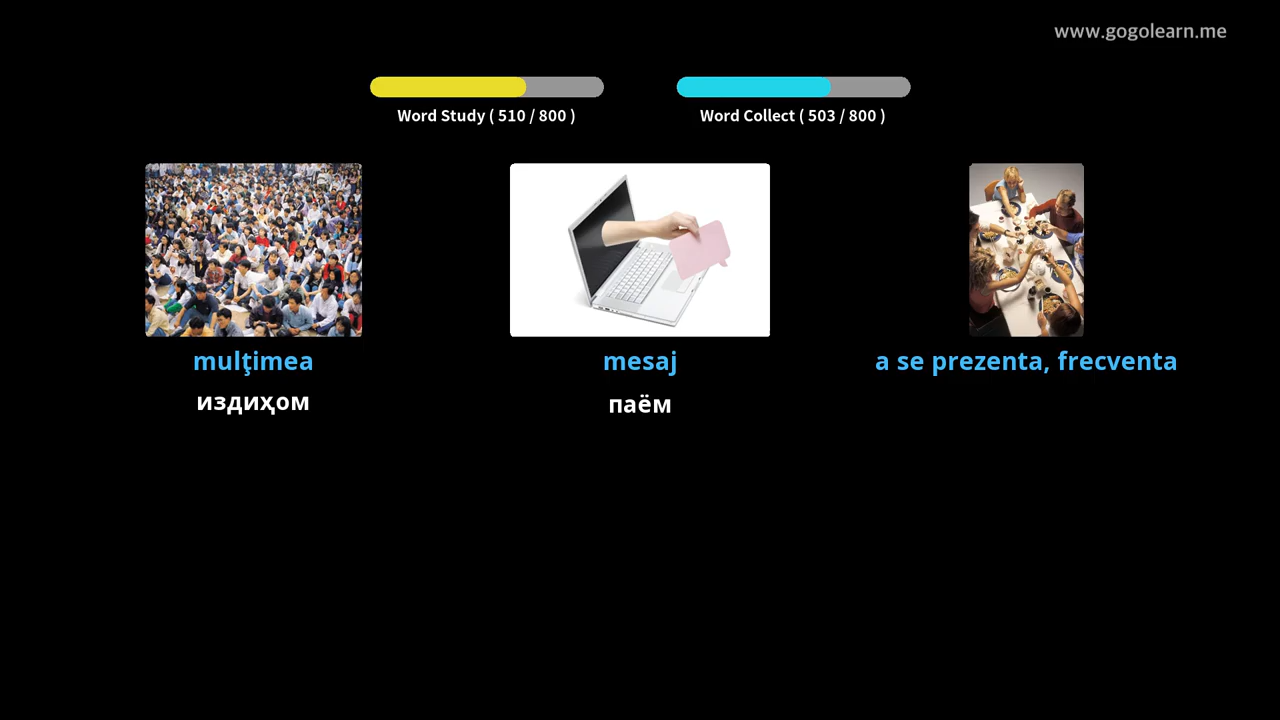 www.gogolearn.me
Word Study ( 510 / 800 )
Word Collect ( 503 / 800 )
mulţimea
издиҳом
mesaj
паём
a se prezenta, frecventa